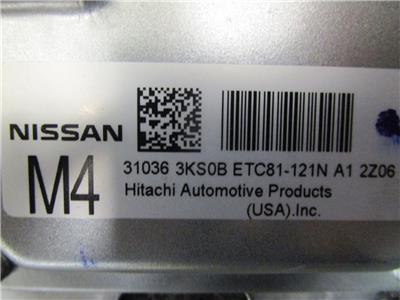 NISSAN
M4
31036 3KS0B ETC81-121N A1 2Z06
Hitachi Automotive Products
(USA).Inc.